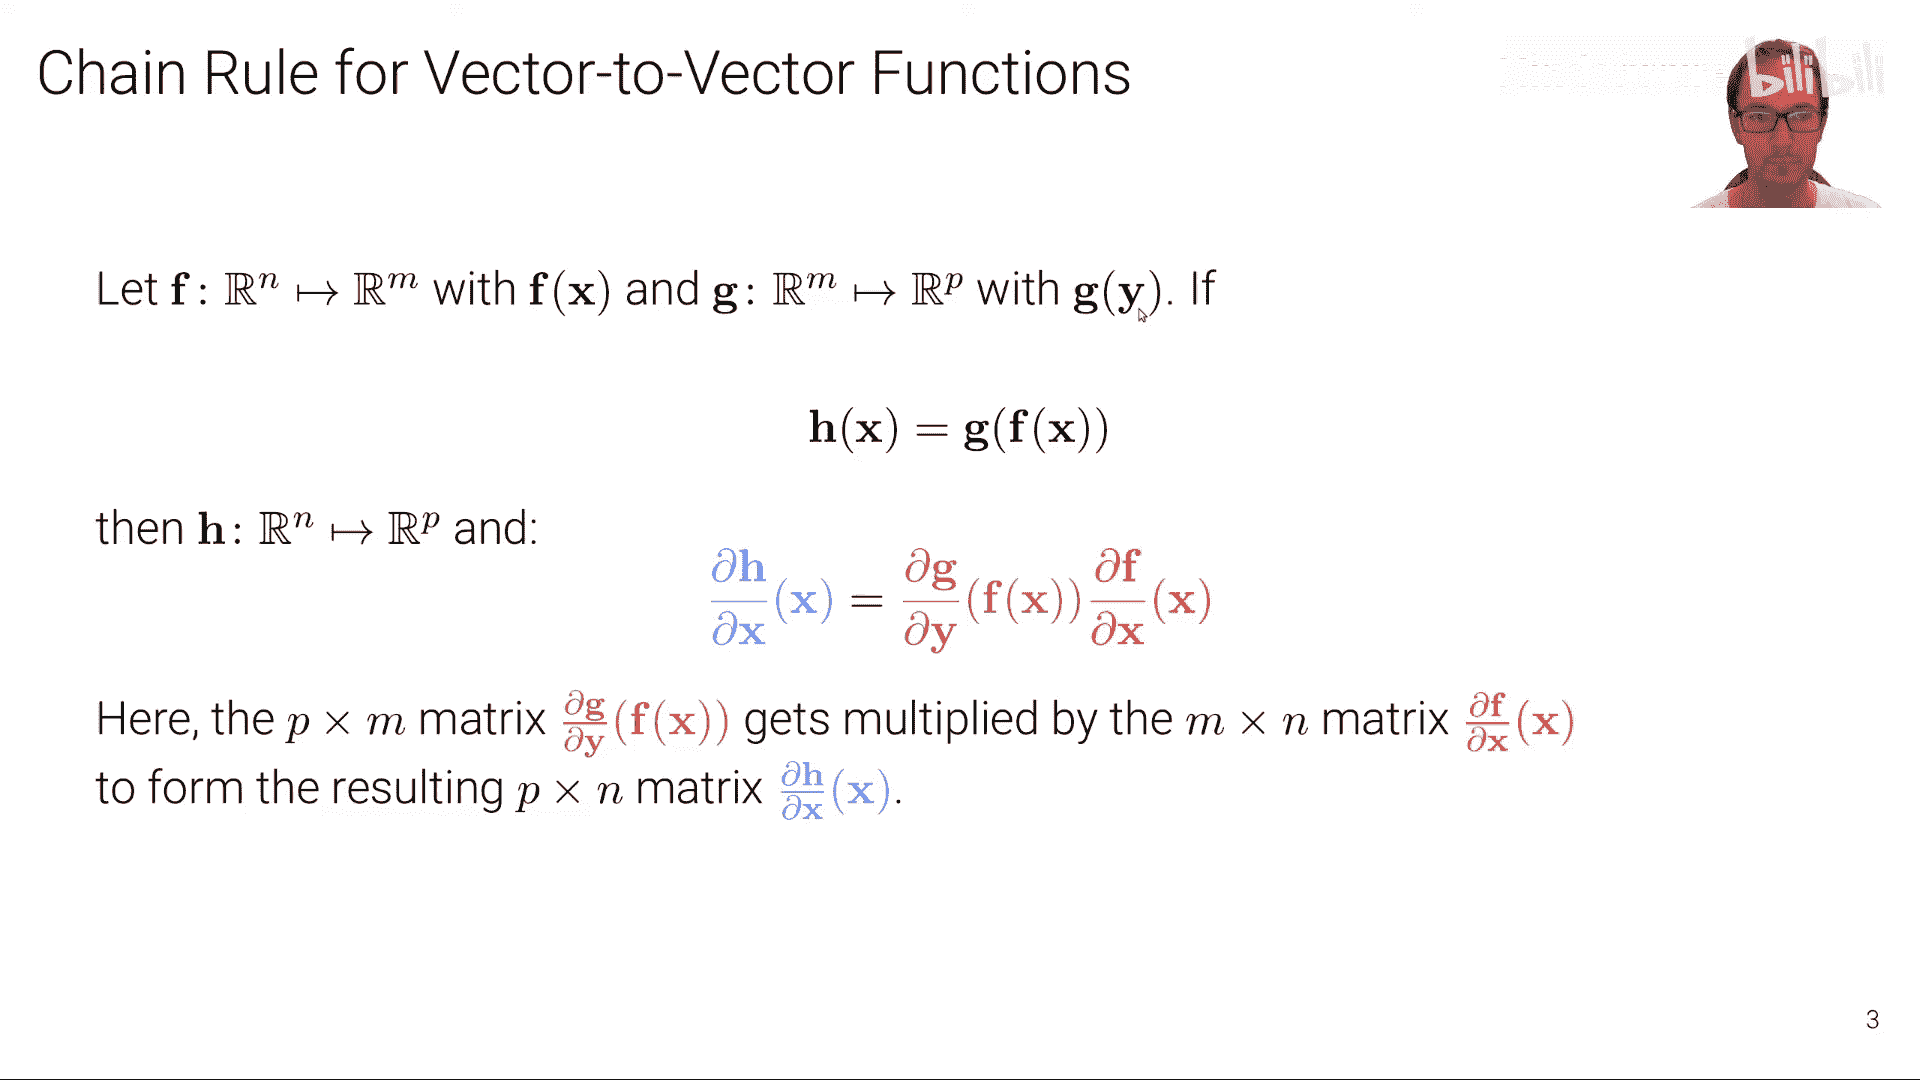 Chain Rule for Vector-to-Vector Functions
bilibili
Let f : ℝⁿ ↦ ℝᵐ with f(x) and g : ℝᵐ ↦ ℝᵖ with g(y). If
h(x) = g(f(x))
then h : ℝⁿ ↦ ℝᵖ and:
∂h/∂x (x) = ∂g/∂y (f(x)) ∂f/∂x (x)
Here, the p × m matrix ∂g/∂y (f(x)) gets multiplied by the m × n matrix ∂f/∂x (x)
to form the resulting p × n matrix ∂h/∂x (x).
3